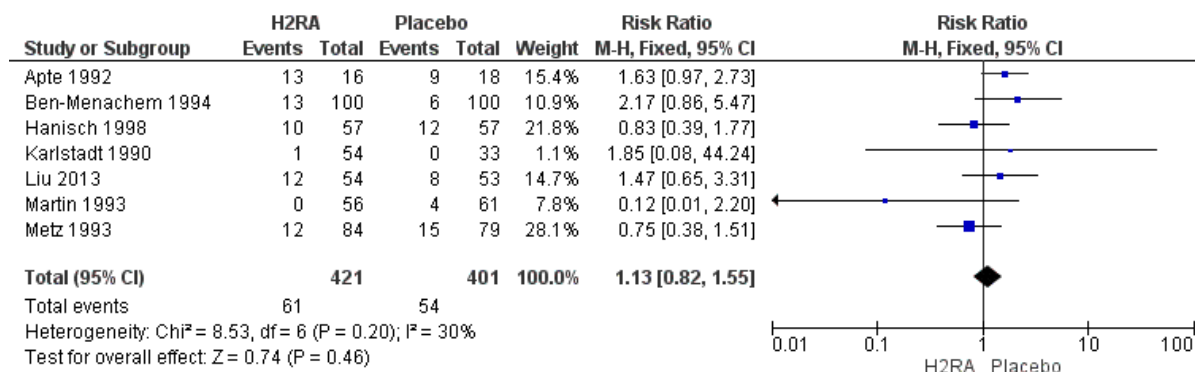 H2RA Placebo Risk Ratio Risk Ratio
Study or Subgroup Events Total Events Total Weight M-H, Fixed, 95% CI M-H, Fixed, 95% CI
Apte 1992 13 16 9 18 15.4% 1.63 [0.97, 2.73]
Ben-Menachem 1994 13 100 6 100 10.9% 2.17 [0.86, 5.47]
Hanisch 1998 10 57 12 57 21.8% 0.83 [0.39, 1.77]
Karlstadt 1990 1 54 0 33 1.1% 1.85 [0.08, 44.24]
Liu 2013 12 54 8 53 14.7% 1.47 [0.65, 3.31]
Martin 1993 0 56 4 61 7.8% 0.12 [0.01, 2.20]
Metz 1993 12 84 15 79 28.1% 0.75 [0.38, 1.51]
Total (95% CI) 421 401 100.0% 1.13 [0.82, 1.55]
Total events 61 54
Heterogeneity: Chi² = 8.53, df = 6 (P = 0.20); I² = 30%
Test for overall effect: Z = 0.74 (P = 0.46)
0.01 0.1 1 10 100
H2RA Placebo